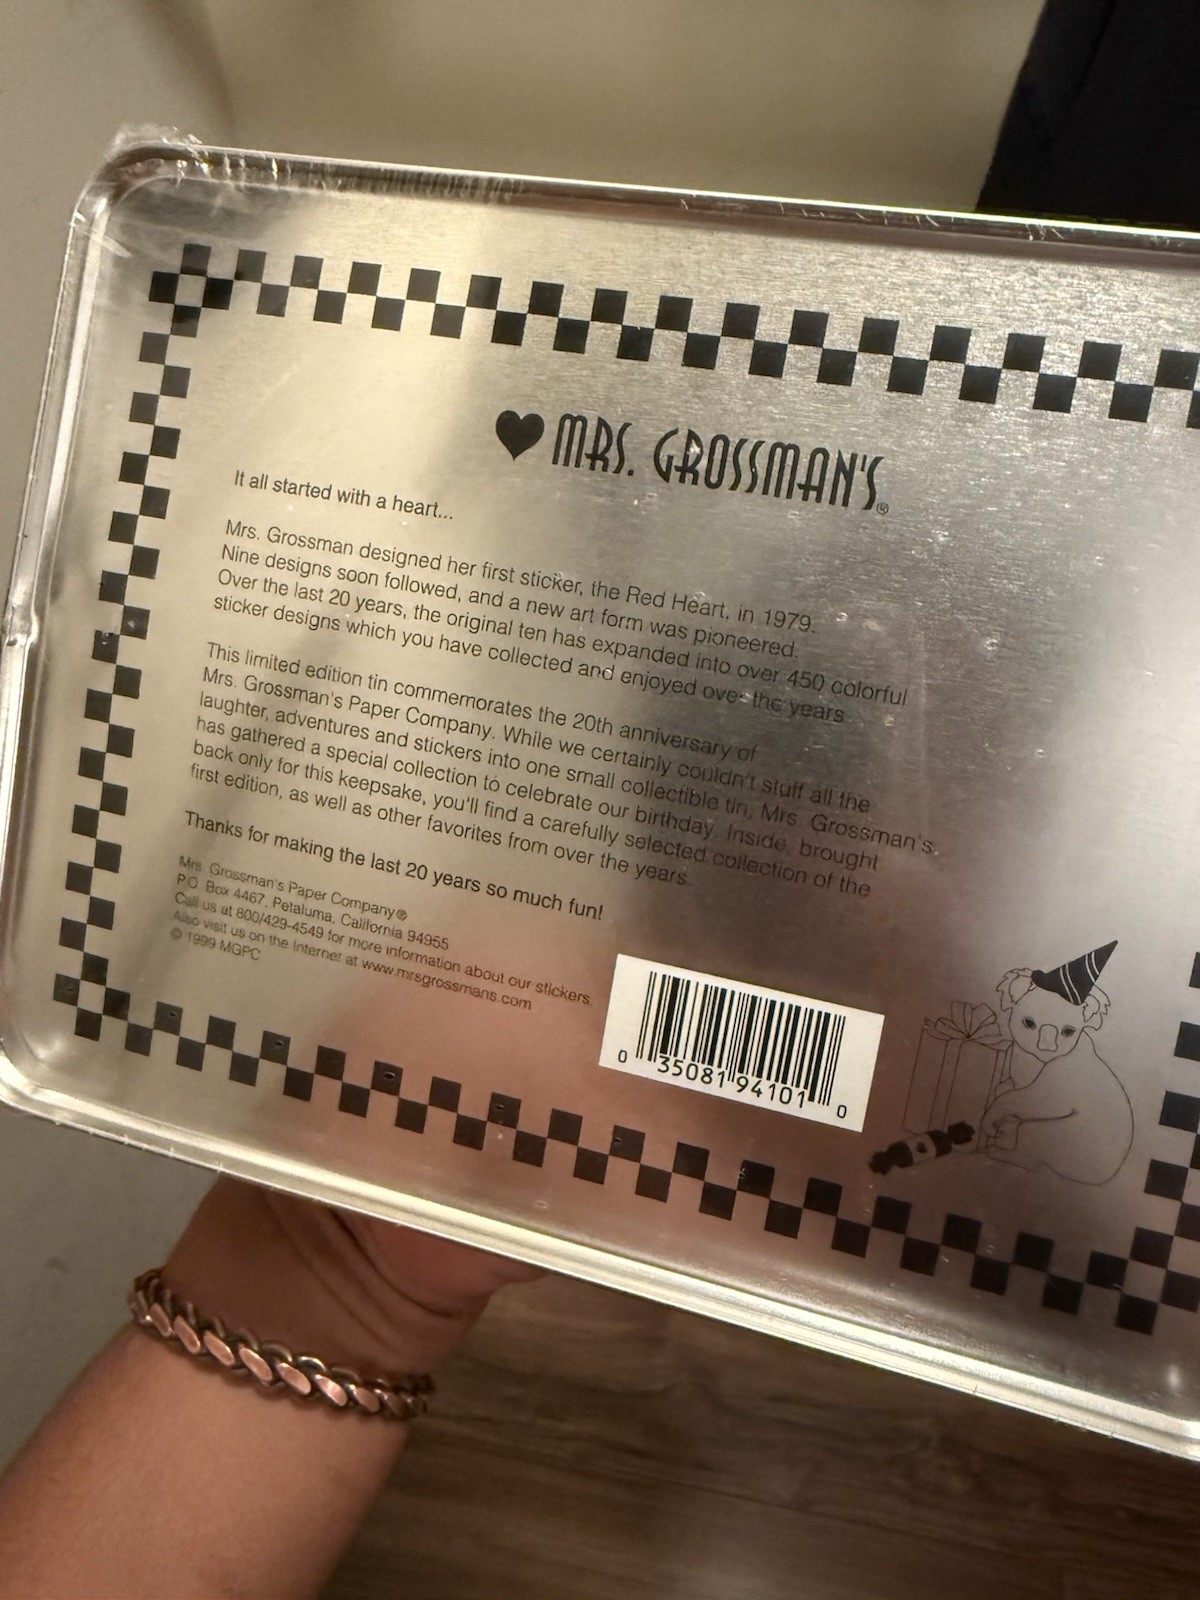 ♥ MRS. GROSSMAN'S®
It all started with a heart...
Mrs. Grossman designed her first sticker, the Red Heart, in 1979.
Nine designs soon followed, and a new art form was pioneered.
Over the last 20 years, the original ten has expanded into over 450 colorful
sticker designs which you have collected and enjoyed over the years
This limited edition tin commemorates the 20th anniversary of
Mrs. Grossman's Paper Company. While we certainly couldn't stuff all the
laughter, adventures and stickers into one small collectible tin, Mrs. Grossman's
has gathered a special collection to celebrate our birthday. Inside, brought
back only for this keepsake, you'll find a carefully selected collection of the
first edition, as well as other favorites from over the years.
Thanks for making the last 20 years so much fun!
Mrs. Grossman's Paper Company®
P.O. Box 4467, Petaluma, California 94955
Call us at 800/429-4549 for more information about our stickers.
Also visit us on the Internet at www.mrsgrossmans.com
© 1999 MGPC
0 35081 94101 0